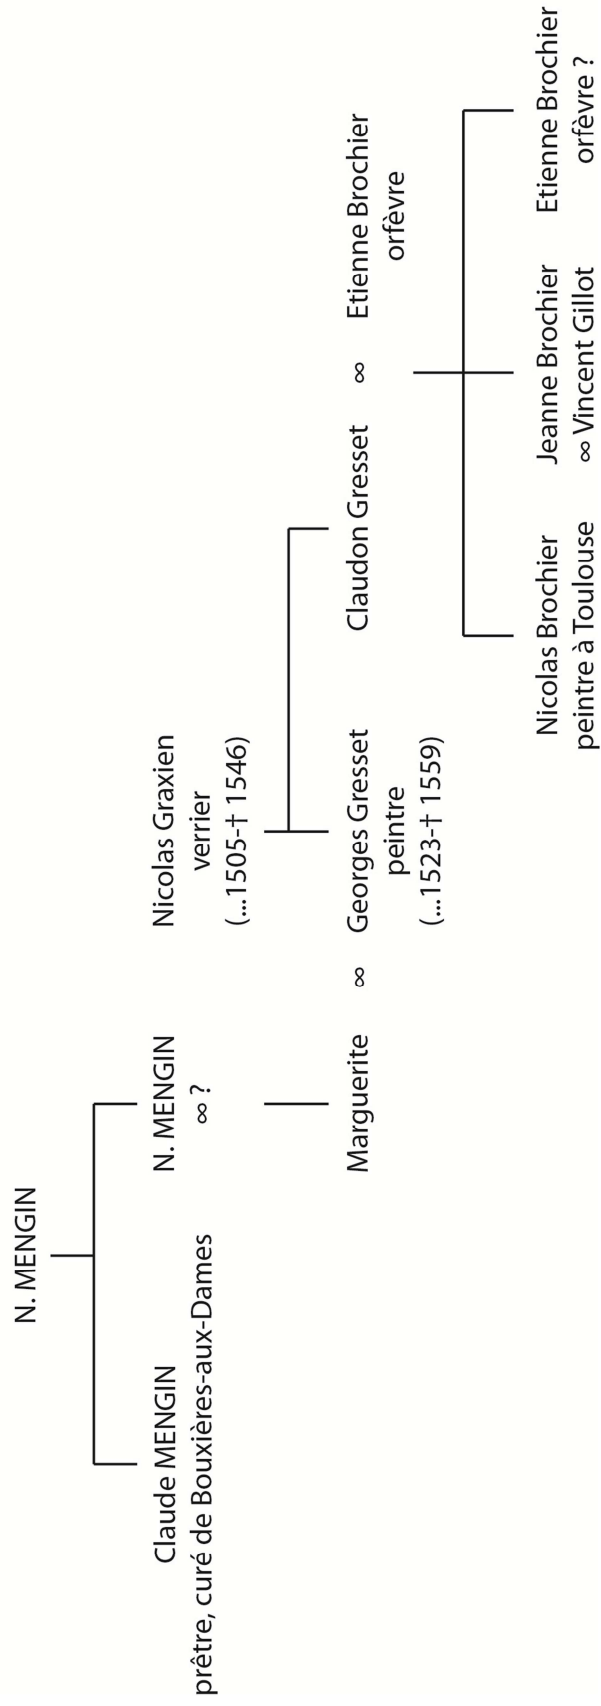 N. MENGIN
Claude MENGIN
prêtre, curé de Bouxières-aux-Dames
N. MENGIN
∞ ?
Nicolas Graxien
verrier
(...1505-† 1546)
Marguerite
∞
Georges Gresset
peintre
(...1523-† 1559)
Claudon Gresset
∞
Etienne Brochier
orfèvre
Nicolas Brochier
peintre à Toulouse
Jeanne Brochier
∞ Vincent Gillot
Etienne Brochier
orfèvre ?